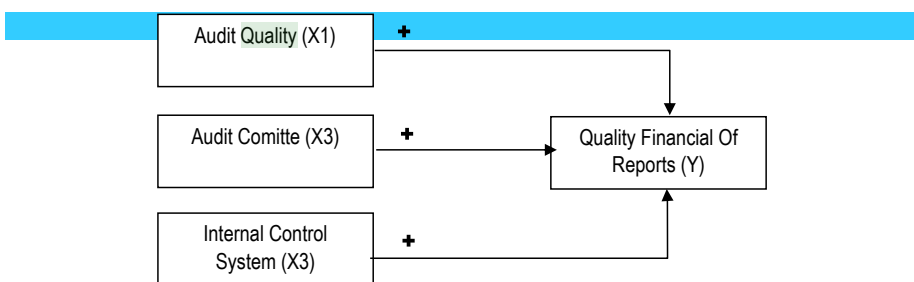 Audit Quality (X1)
+
Audit Comitte (X3)
+
Quality Financial Of
Reports (Y)
Internal Control
System (X3)
+